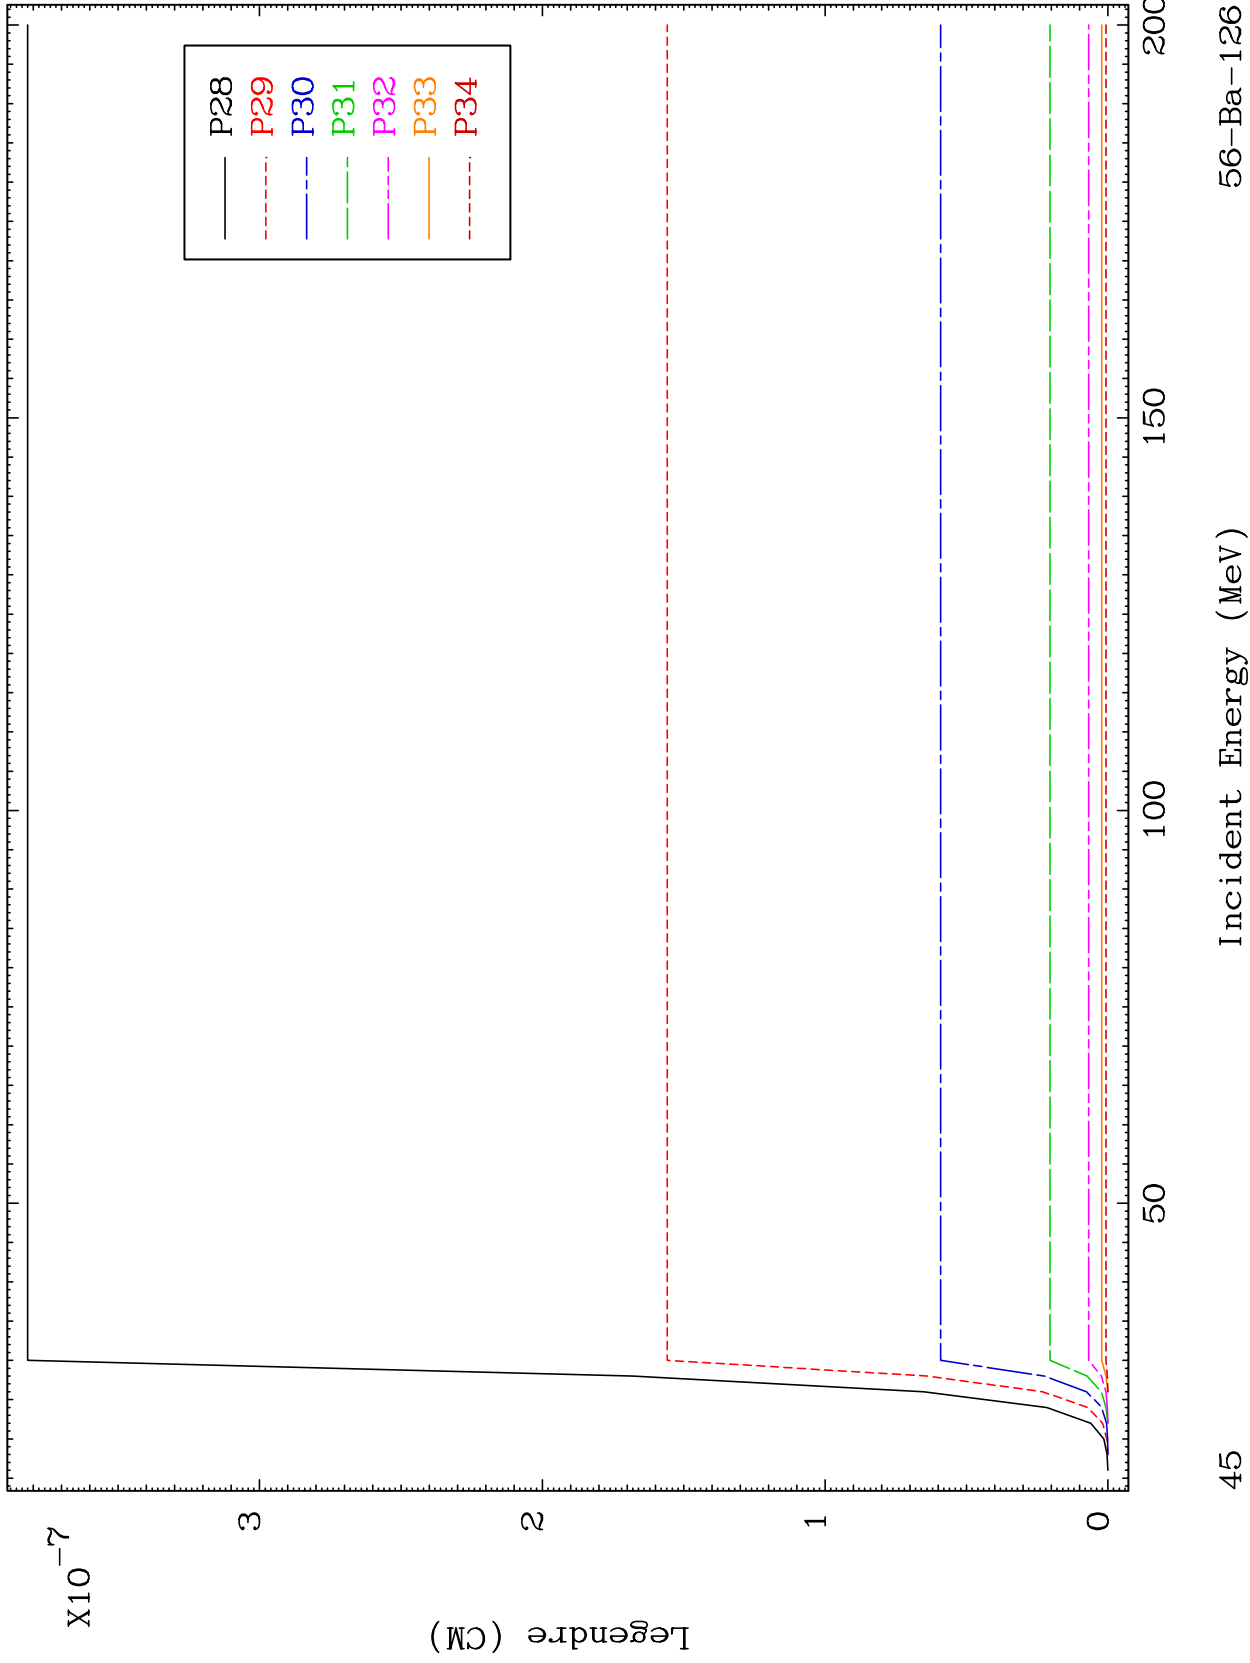 X10
-7
3
2
1
0
Legendre (CM)
P28
P29
P30
P31
P32
P33
P34
50
100
150
200
Incident Energy (MeV)
45
56-Ba-126